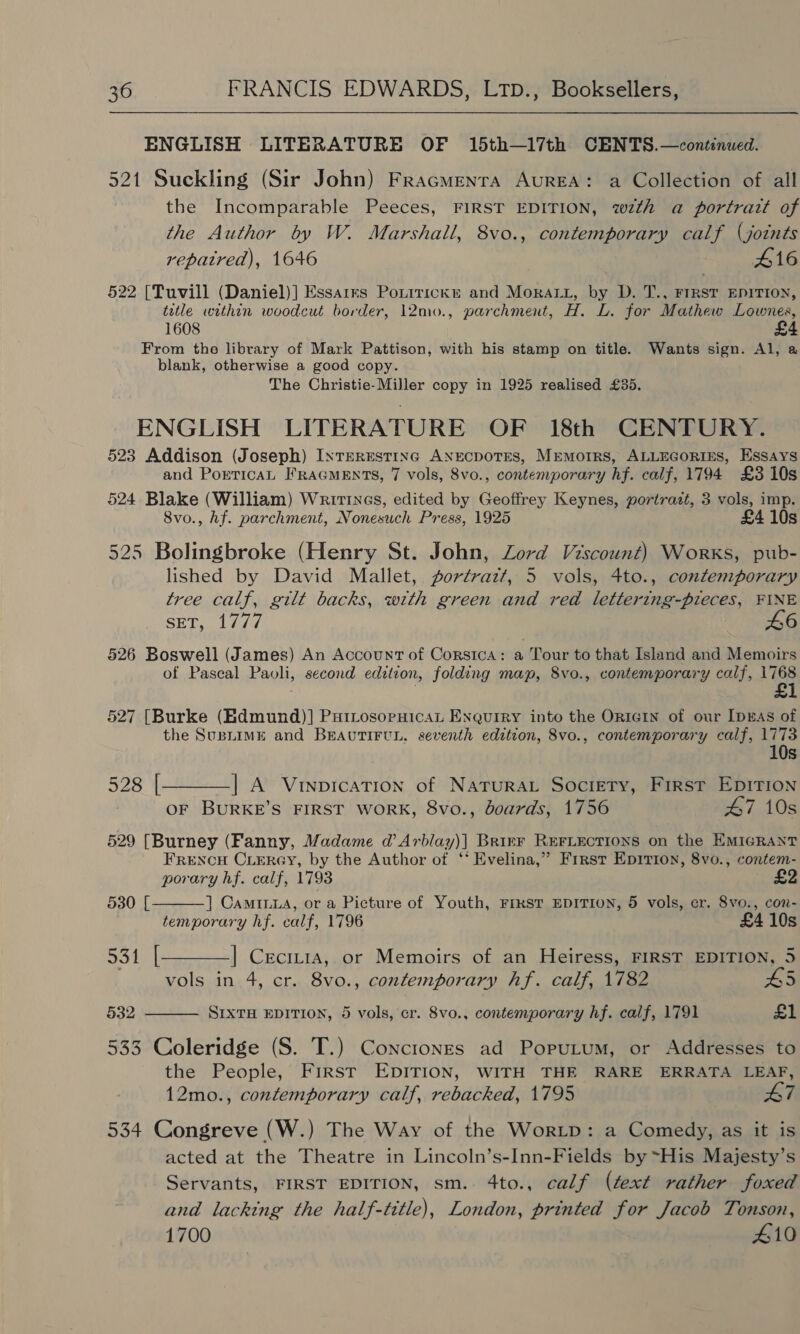 36 FRANCIS EDWARDS, LTD., Booksellers,
ENGLISH LITERATURE OF 15th—17th CENTS.—continued.
521 Suckling (Sir John) FRAGMENTA AUREA: a Collection of all
the Incomparable Peeces, FIRST EDITION, with a portrait of
the Author by W. Marshall, 8vo., contemporary calf (joints
repaired), 1646 £16
522 [Tuvill (Daniel)] ESSAIES POLITICKE and MORALL, by D. T., FIRST EDITION,
title within woodcut border, 12mo., parchment, H. L. for Mathew Lownes,
1608 £4
From the library of Mark Pattison, with his stamp on title. Wants sign. A1, a
blank, otherwise a good copy.
The Christie-Miller copy in 1925 realised £35.
ENGLISH LITERATURE OF 18th CENTURY.
523 Addison (Joseph) INTERESTING ANECDOTES, MEMOIRS, ALLEGORIES, ESSAYS
and POETICAL FRAGMENTS, 7 vols, 8vo., contemporary hf. calf, 1794 £3 10s
524 Blake (William) WRITINGS, edited by Geoffrey Keynes, portrait, 3 vols, imp.
8vo., hf. parchment, Nonesuch Press, 1925 £4 10s
525 Bolingbroke (Henry St. John, Lord Viscount) WORKS, pub-
lished by David Mallet, portrait, 5 vols, 4to., contemporary
tree calf, gilt backs, with green and red lettering-pieces, FINE
SET, 1777 £6
526 Boswell (James) An ACCOUNT of CORSICA: a Tour to that Island and Memoirs
of Pascal Paoli, second edition, folding map, 8vo., contemporary calf, 1768
£1
527 [Burke (Edmund)] PHILOSOPHICAL ENQUIRY into the ORIGIN of our IDEAS of
the SUBLIME and BEAUTIFUL, seventh edition, 8vo., contemporary calf, 1773
10s
528 [———] A VINDICATION of NATURAL SOCIETY, FIRST EDITION
OF BURKE'S FIRST WORK, 8vo., boards, 1756 £7 10s
529 [Burney (Fanny, Madame d'Arblay)] BRIEF REFLECTIONS on the EMIGRANT
FRENCH CLERGY, by the Author of “Evelina,” FIRST EDITION, 8vo., contem-
porary hf. calf, 1793 £2
530 [———] CAMILLA, or a Picture of Youth, FIRST EDITION, 5 vols, cr. 8vo., con-
temporary hf. calf, 1796 £4 10s
531 [———] CECILIA, or Memoirs of an Heiress, FIRST EDITION, 5
vols in 4, cr. 8vo., contemporary hf. calf, 1782 £5
532 ——— SIXTH EDITION, 5 vols, cr. 8vo., contemporary hf. calf, 1791 £1
533 Coleridge (S. T.) CONCIONES ad POPULUM, or Addresses to
the People, FIRST EDITION, WITH THE RARE ERRATA LEAF,
12mo., contemporary calf, rebacked, 1795 £7
534 Congreve (W.) The WAY of the WORLD: a Comedy, as it is
acted at the Theatre in Lincoln's-Inn-Fields by His Majesty's
Servants, FIRST EDITION, sm. 4to., calf (text rather foxed
and lacking the half-title), London, printed for Jacob Tonson,
1700 £10